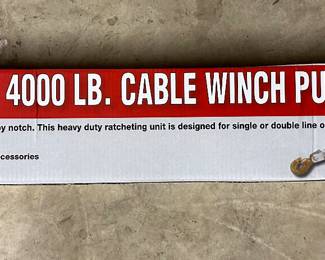 4000 LB. CABLE WINCH PU
by notch. This heavy duty ratcheting unit is designed for single or double line o
ccessories